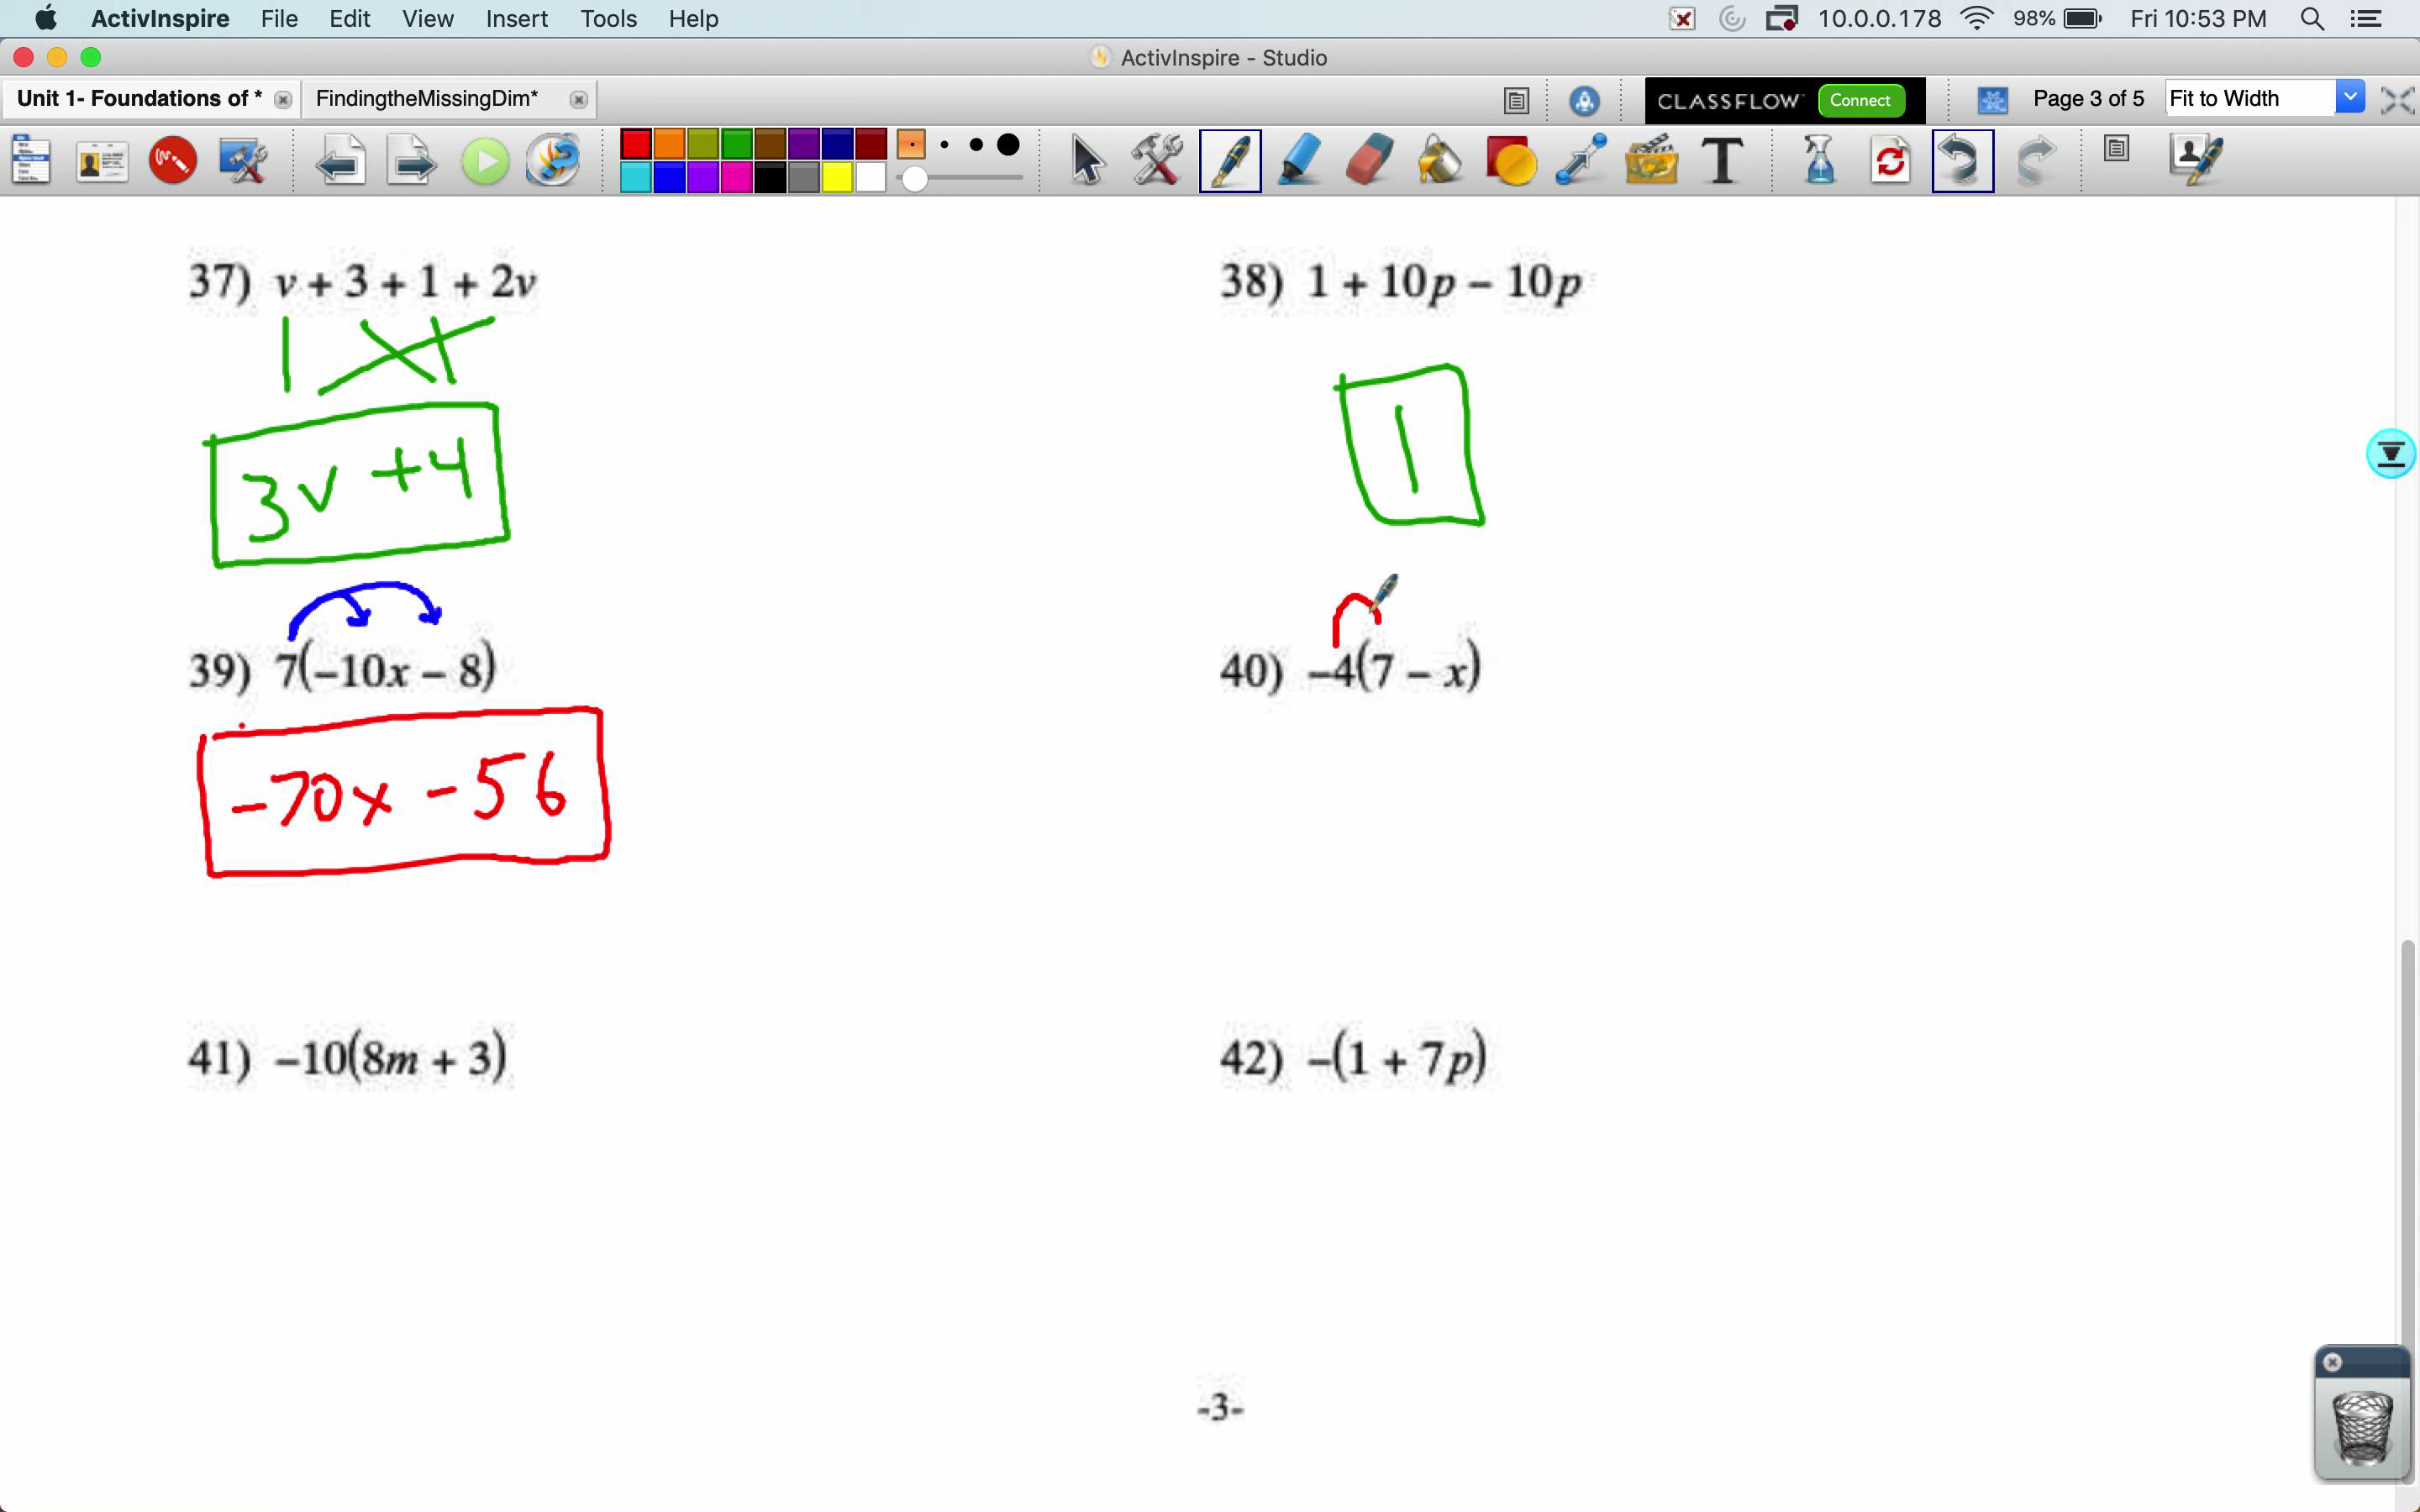 ActivInspire File Edit View Insert Tools Help 10.0.0.178 98% Fri 10:53 PM
ActivInspire - Studio
Unit 1- Foundations of * FindingtheMissingDim* CLASSFLOW Connect Page 3 of 5 Fit to Width
T
37) v + 3 + 1 + 2v
38) 1 + 10p - 10p
3v + 4
1
39) 7(-10x - 8)
40) -4(7 - x)
-70x - 56
41) -10(8m + 3)
42) -(1 + 7p)
-3-